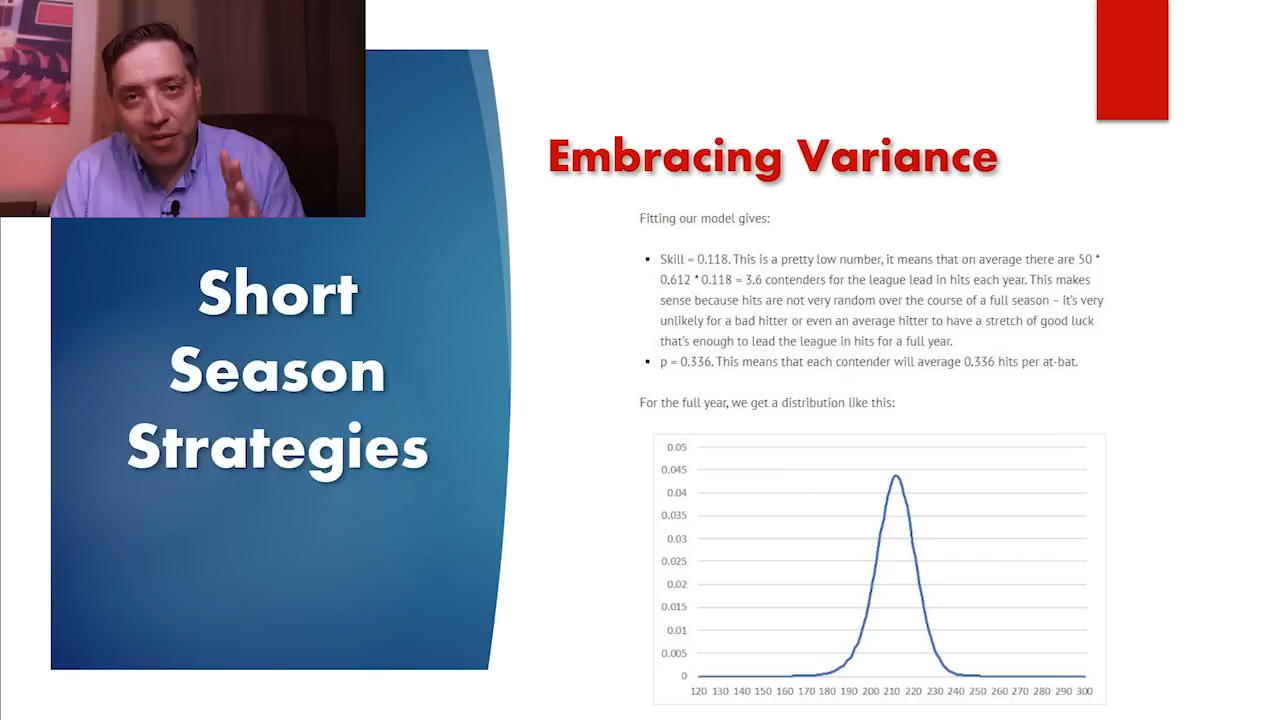 Short
Season
Strategies
Embracing Variance
Fitting our model gives:
• Skill = 0.118. This is a pretty low number, it means that on average there are 50 *
0.612 * 0.118 = 3.6 contenders for the league lead in hits each year. This makes
sense because hits are not very random over the course of a full season – it's very
unlikely for a bad hitter or even an average hitter to have a stretch of good luck
that's enough to lead the league in hits for a full year.
• p = 0.336. This means that each contender will average 0.336 hits per at-bat.
For the full year, we get a distribution like this:
0.05
0.045
0.04
0.035
0.03
0.025
0.02
0.015
0.01
0.005
0
120 130 140 150 160 170 180 190 200 210 220 230 240 250 260 270 280 290 300